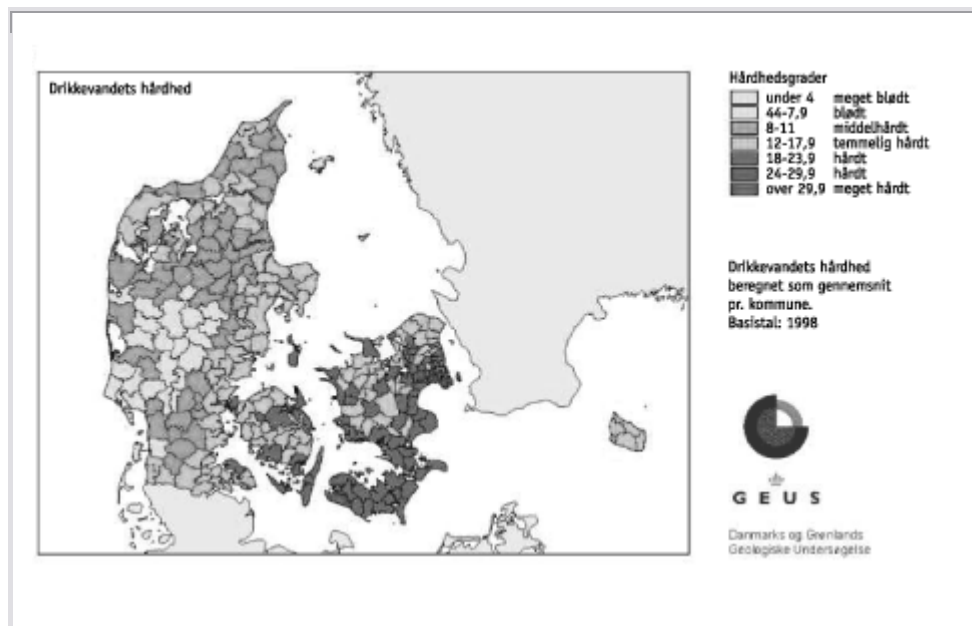 Drikkevandets hårdhed
Hårdhedsgrader
under 4 meget blødt
44-7,9 blødt
8-11 middelhårdt
12-17,9 temmelig hårdt
18-23,9 hårdt
24-29,9 hårdt
over 29,9 meget hårdt
Drikkevandets hårdhed
beregnet som gennemsnit
pr. kommune.
Basistal: 1998
G E U S
Danmarks og Grønlands
Geologiske Undersøgelse